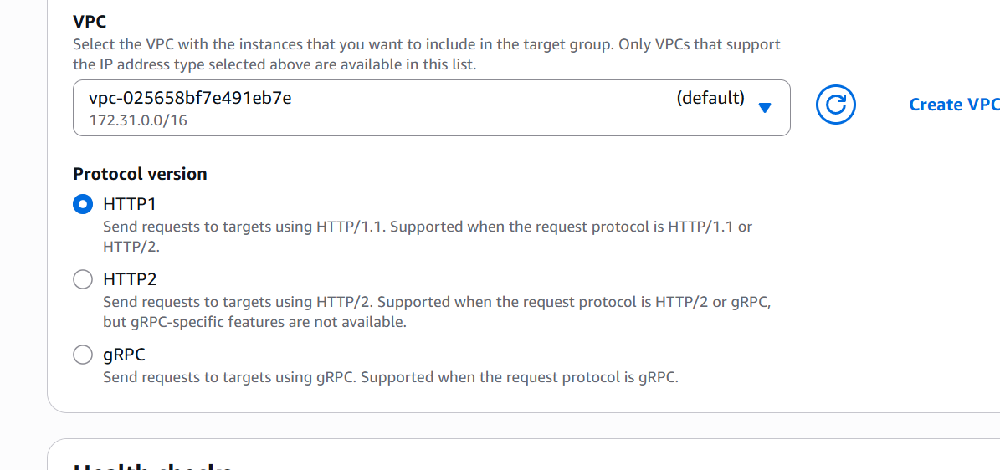 VPC
Select the VPC with the instances that you want to include in the target group. Only VPCs that support
the IP address type selected above are available in this list.
vpc-025658bf7e491eb7e (default)
172.31.0.0/16
Create VPC
Protocol version
HTTP1
Send requests to targets using HTTP/1.1. Supported when the request protocol is HTTP/1.1 or
HTTP/2.
HTTP2
Send requests to targets using HTTP/2. Supported when the request protocol is HTTP/2 or gRPC,
but gRPC-specific features are not available.
gRPC
Send requests to targets using gRPC. Supported when the request protocol is gRPC.
Health checks